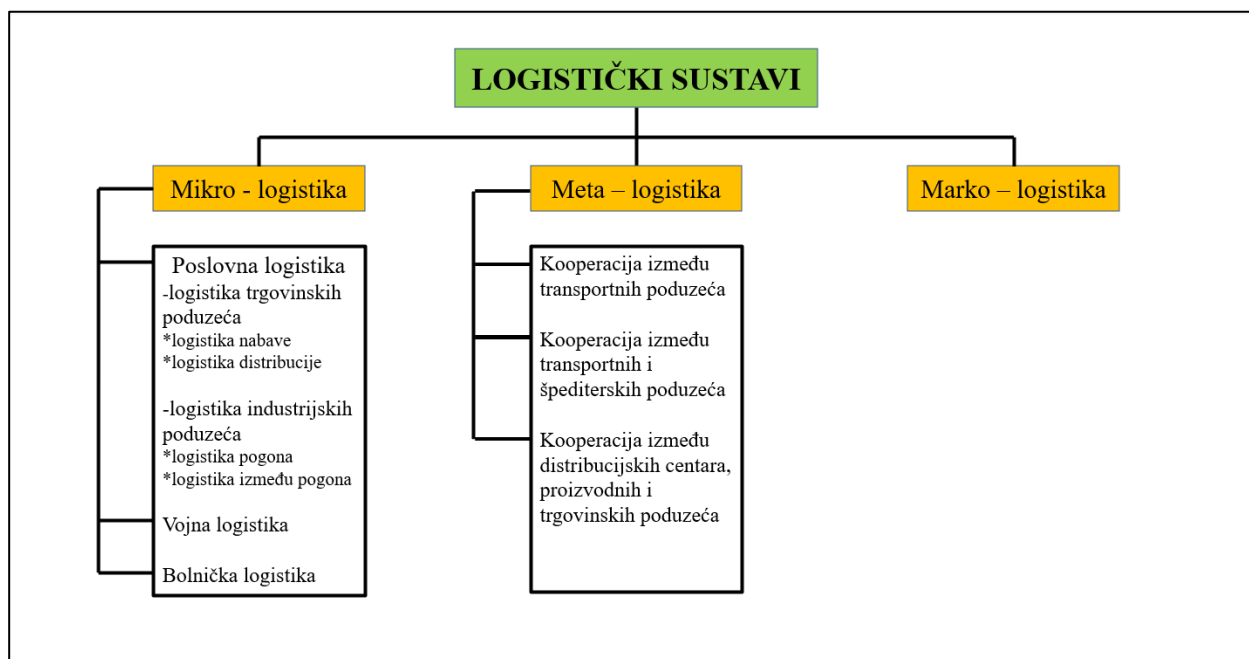 LOGISTIČKI SUSTAVI
Mikro - logistika
Meta – logistika
Marko – logistika
Poslovna logistika
-logistika trgovinskih
poduzeća
*logistika nabave
*logistika distribucije
-logistika industrijskih
poduzeća
*logistika pogona
*logistika između pogona
Vojna logistika
Bolnička logistika
Kooperacija između
transportnih poduzeća
Kooperacija između
transportnih i
špediterskih poduzeća
Kooperacija između
distribucijskih centara,
proizvodnih i
trgovinskih poduzeća